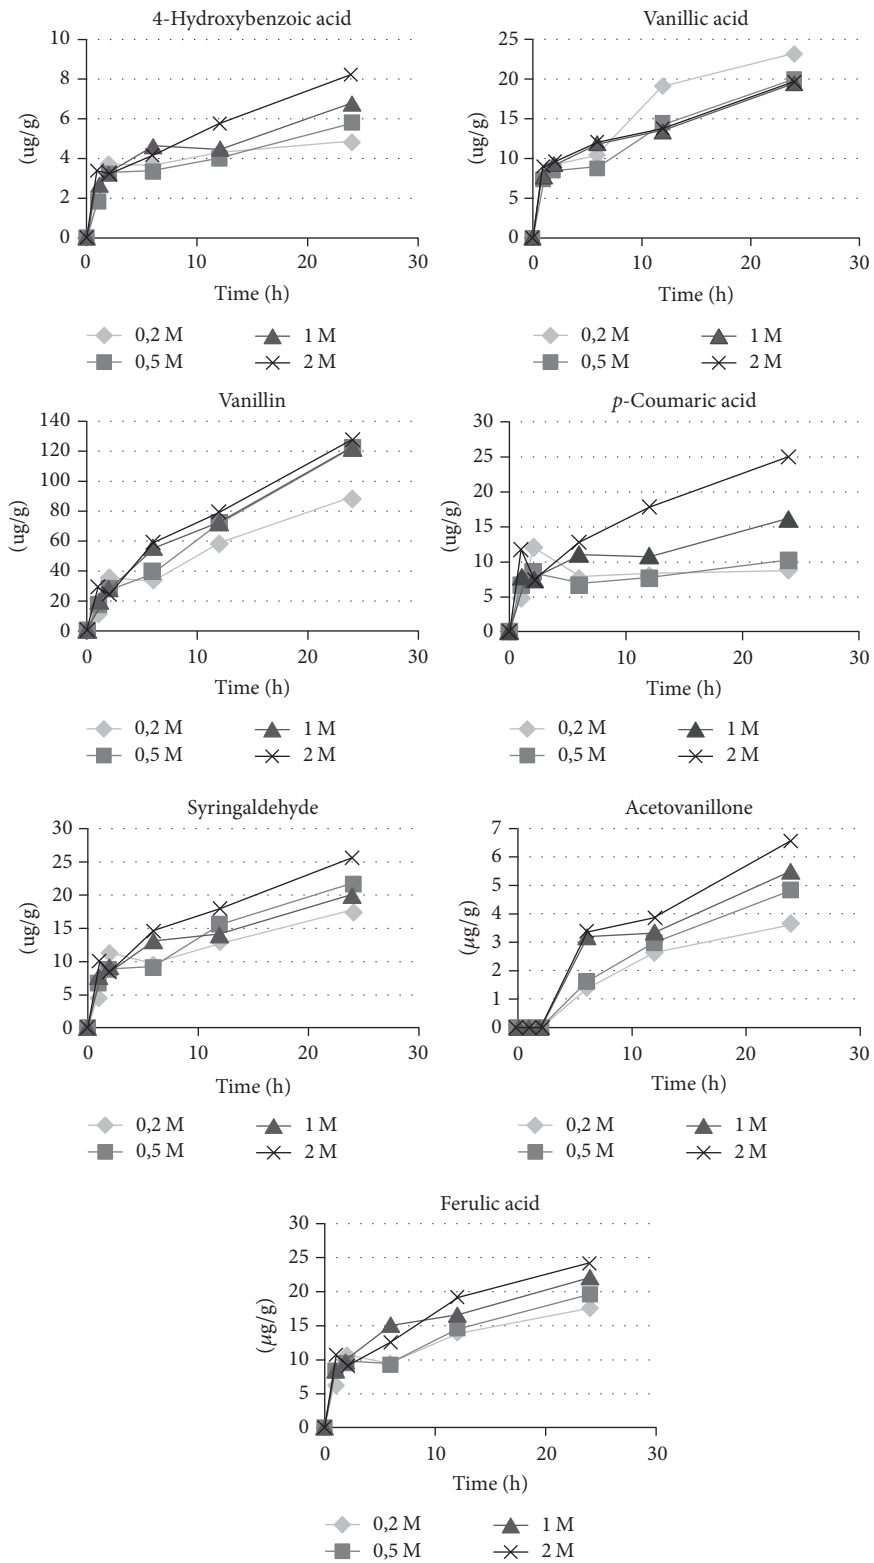 4-Hydroxybenzoic acid
10
8
6
4
2
0
(ug/g)
0 10 20 30
Time (h)
0,2 M 1 M
0,5 M 2 M
Vanillic acid
25
20
15
10
5
0
(ug/g)
0 10 20 30
Time (h)
0,2 M 1 M
0,5 M 2 M
Vanillin
140
120
100
80
60
40
20
0
(ug/g)
0 10 20 30
Time (h)
0,2 M 1 M
0,5 M 2 M
p-Coumaric acid
30
25
20
15
10
5
0
(ug/g)
0 10 20 30
Time (h)
0,2 M 1 M
0,5 M 2 M
Syringaldehyde
30
25
20
15
10
5
0
(ug/g)
0 10 20 30
Time (h)
0,2 M 1 M
0,5 M 2 M
Acetovanillone
7
6
5
4
3
2
1
0
(µg/g)
0 10 20 30
Time (h)
0,2 M 1 M
0,5 M 2 M
Ferulic acid
30
25
20
15
10
5
0
(µg/g)
0 10 20 30
Time (h)
0,2 M 1 M
0,5 M 2 M